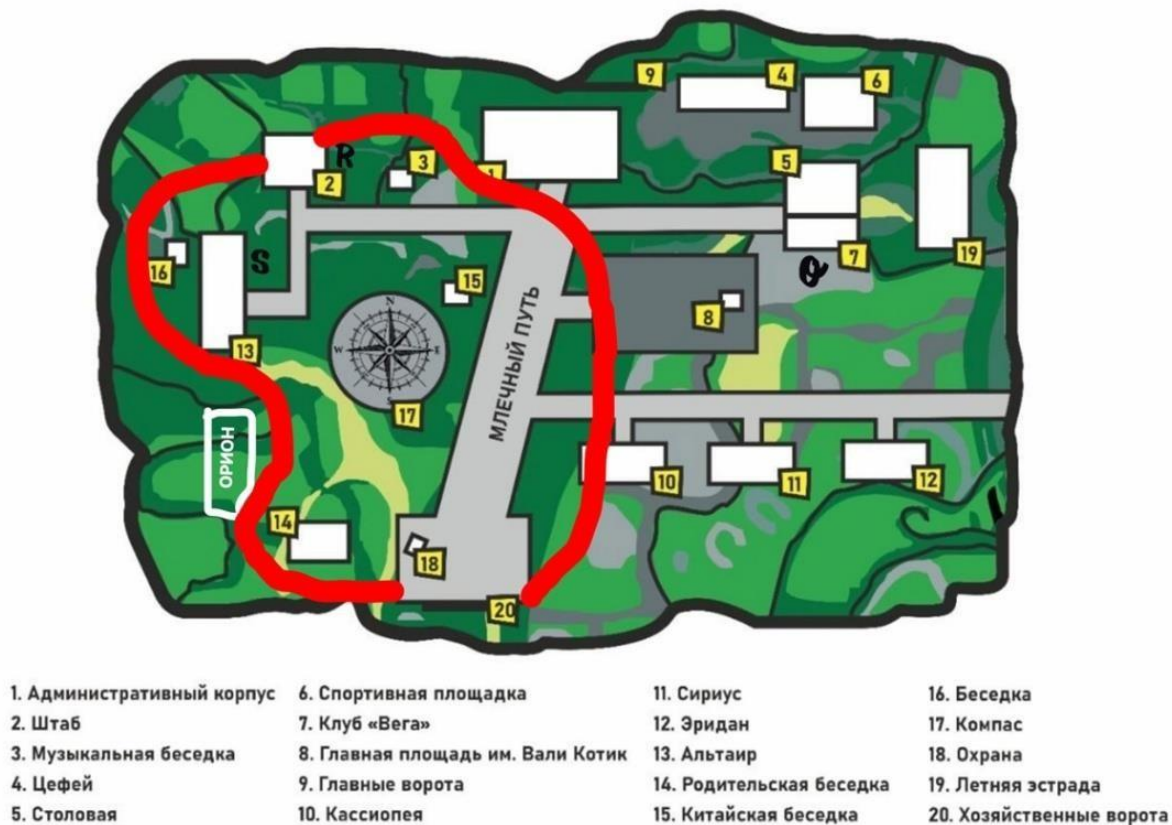 9
4
6
R
3
1
5
2
S
16
15
Q
7
19
8
МЛЕЧНЫЙ ПУТЬ
N
W
E
S
13
17
ОРИОН
10
11
12
14
18
20
1. Административный корпус
2. Штаб
3. Музыкальная беседка
4. Цефей
5. Столовая
6. Спортивная площадка
7. Клуб «Вега»
8. Главная площадь им. Вали Котик
9. Главные ворота
10. Кассиопея
11. Сириус
12. Эридан
13. Альтаир
14. Родительская беседка
15. Китайская беседка
16. Беседка
17. Компас
18. Охрана
19. Летняя эстрада
20. Хозяйственные ворота